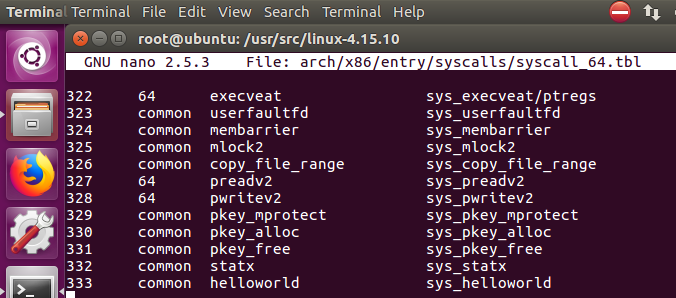 Terminal Terminal File Edit View Search Terminal Help
root@ubuntu: /usr/src/linux-4.15.10
GNU nano 2.5.3 File: arch/x86/entry/syscalls/syscall_64.tbl
322 64 execveat sys_execveat/ptregs
323 common userfaultfd sys_userfaultfd
324 common membarrier sys_membarrier
325 common mlock2 sys_mlock2
326 common copy_file_range sys_copy_file_range
327 64 preadv2 sys_preadv2
328 64 pwritev2 sys_pwritev2
329 common pkey_mprotect sys_pkey_mprotect
330 common pkey_alloc sys_pkey_alloc
331 common pkey_free sys_pkey_free
332 common statx sys_statx
333 common helloworld sys_helloworld